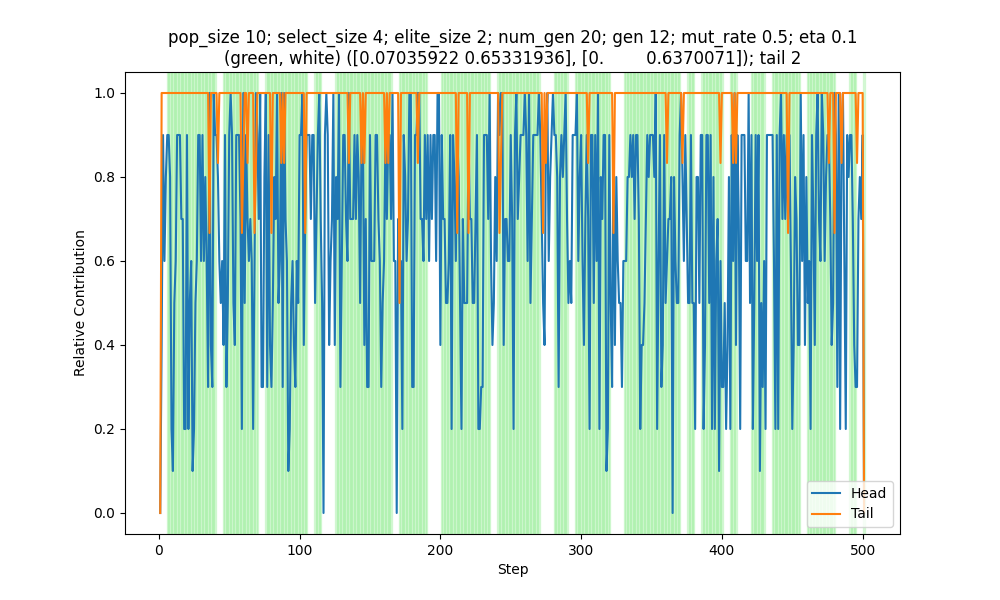 pop_size 10; select_size 4; elite_size 2; num_gen 20; gen 12; mut_rate 0.5; eta 0.1
(green, white) ([0.07035922 0.65331936], [0.         0.6370071]); tail 2
1.0
0.8
0.6
0.4
0.2
0.0
Relative Contribution
Head
Tail
0
100
200
300
400
500
Step